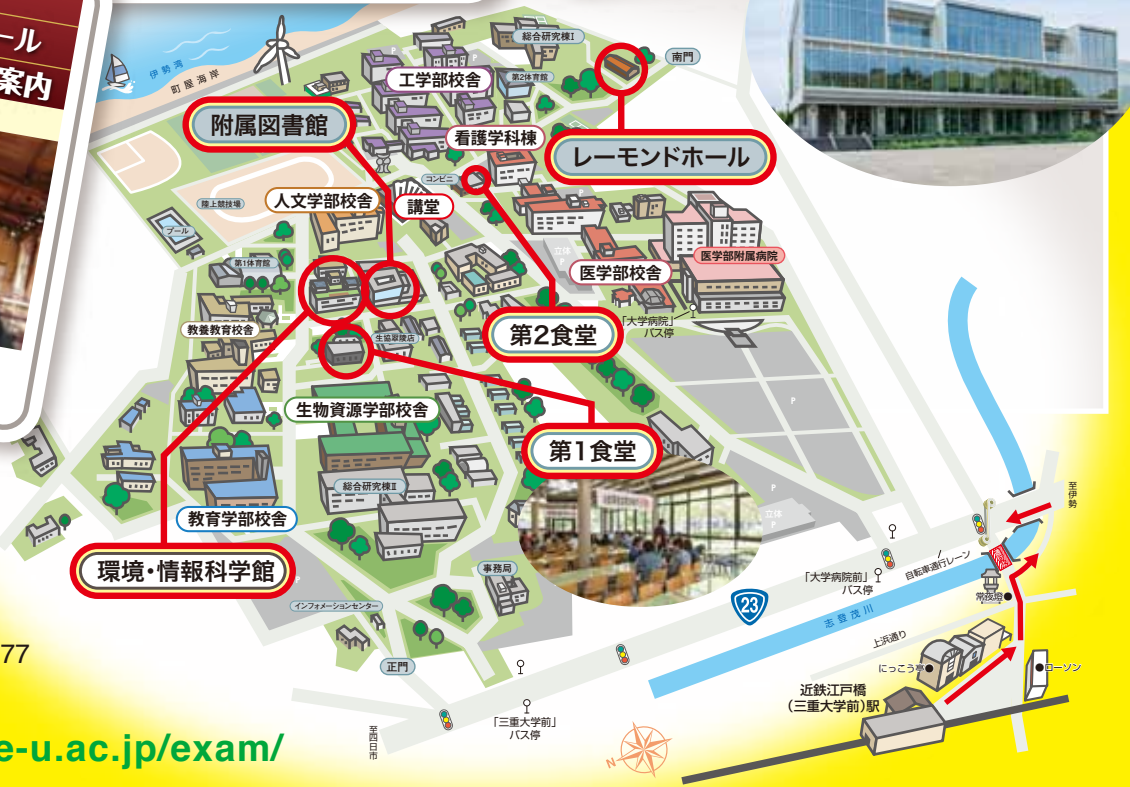 ール
案内
伊勢湾
町屋海岸
総合研究棟Ⅰ
南門
工学部校舎
第2体育館
附属図書館
看護学科棟
レーモンドホール
コンビニ
陸上競技場
人文学部校舎
講堂
プール
第1体育館
立体
P
医学部校舎
医学部附属病院
「大学病院」
バス停
教養教育校舎
生協翠陵店
第2食堂
P
生物資源学部校舎
第1食堂
総合研究棟Ⅱ
教育学部校舎
P
立体
P
至伊勢
環境・情報科学館
事務局
「大学病院前」
バス停
自転車通行レーン
インフォメーションセンター
23
志登茂川
常夜燈
上浜通り
77
正門
にっこう亭
ローソン
近鉄江戸橋
(三重大学前)駅
「三重大学前」
バス停
至四日市
e-u.ac.jp/exam/
N